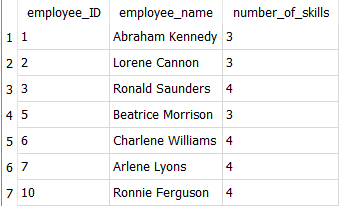 employee_ID employee_name number_of_skills
1 1 Abraham Kennedy 3
2 2 Lorene Cannon 3
3 3 Ronald Saunders 4
4 5 Beatrice Morrison 3
5 6 Charlene Williams 4
6 7 Arlene Lyons 4
7 10 Ronnie Ferguson 4